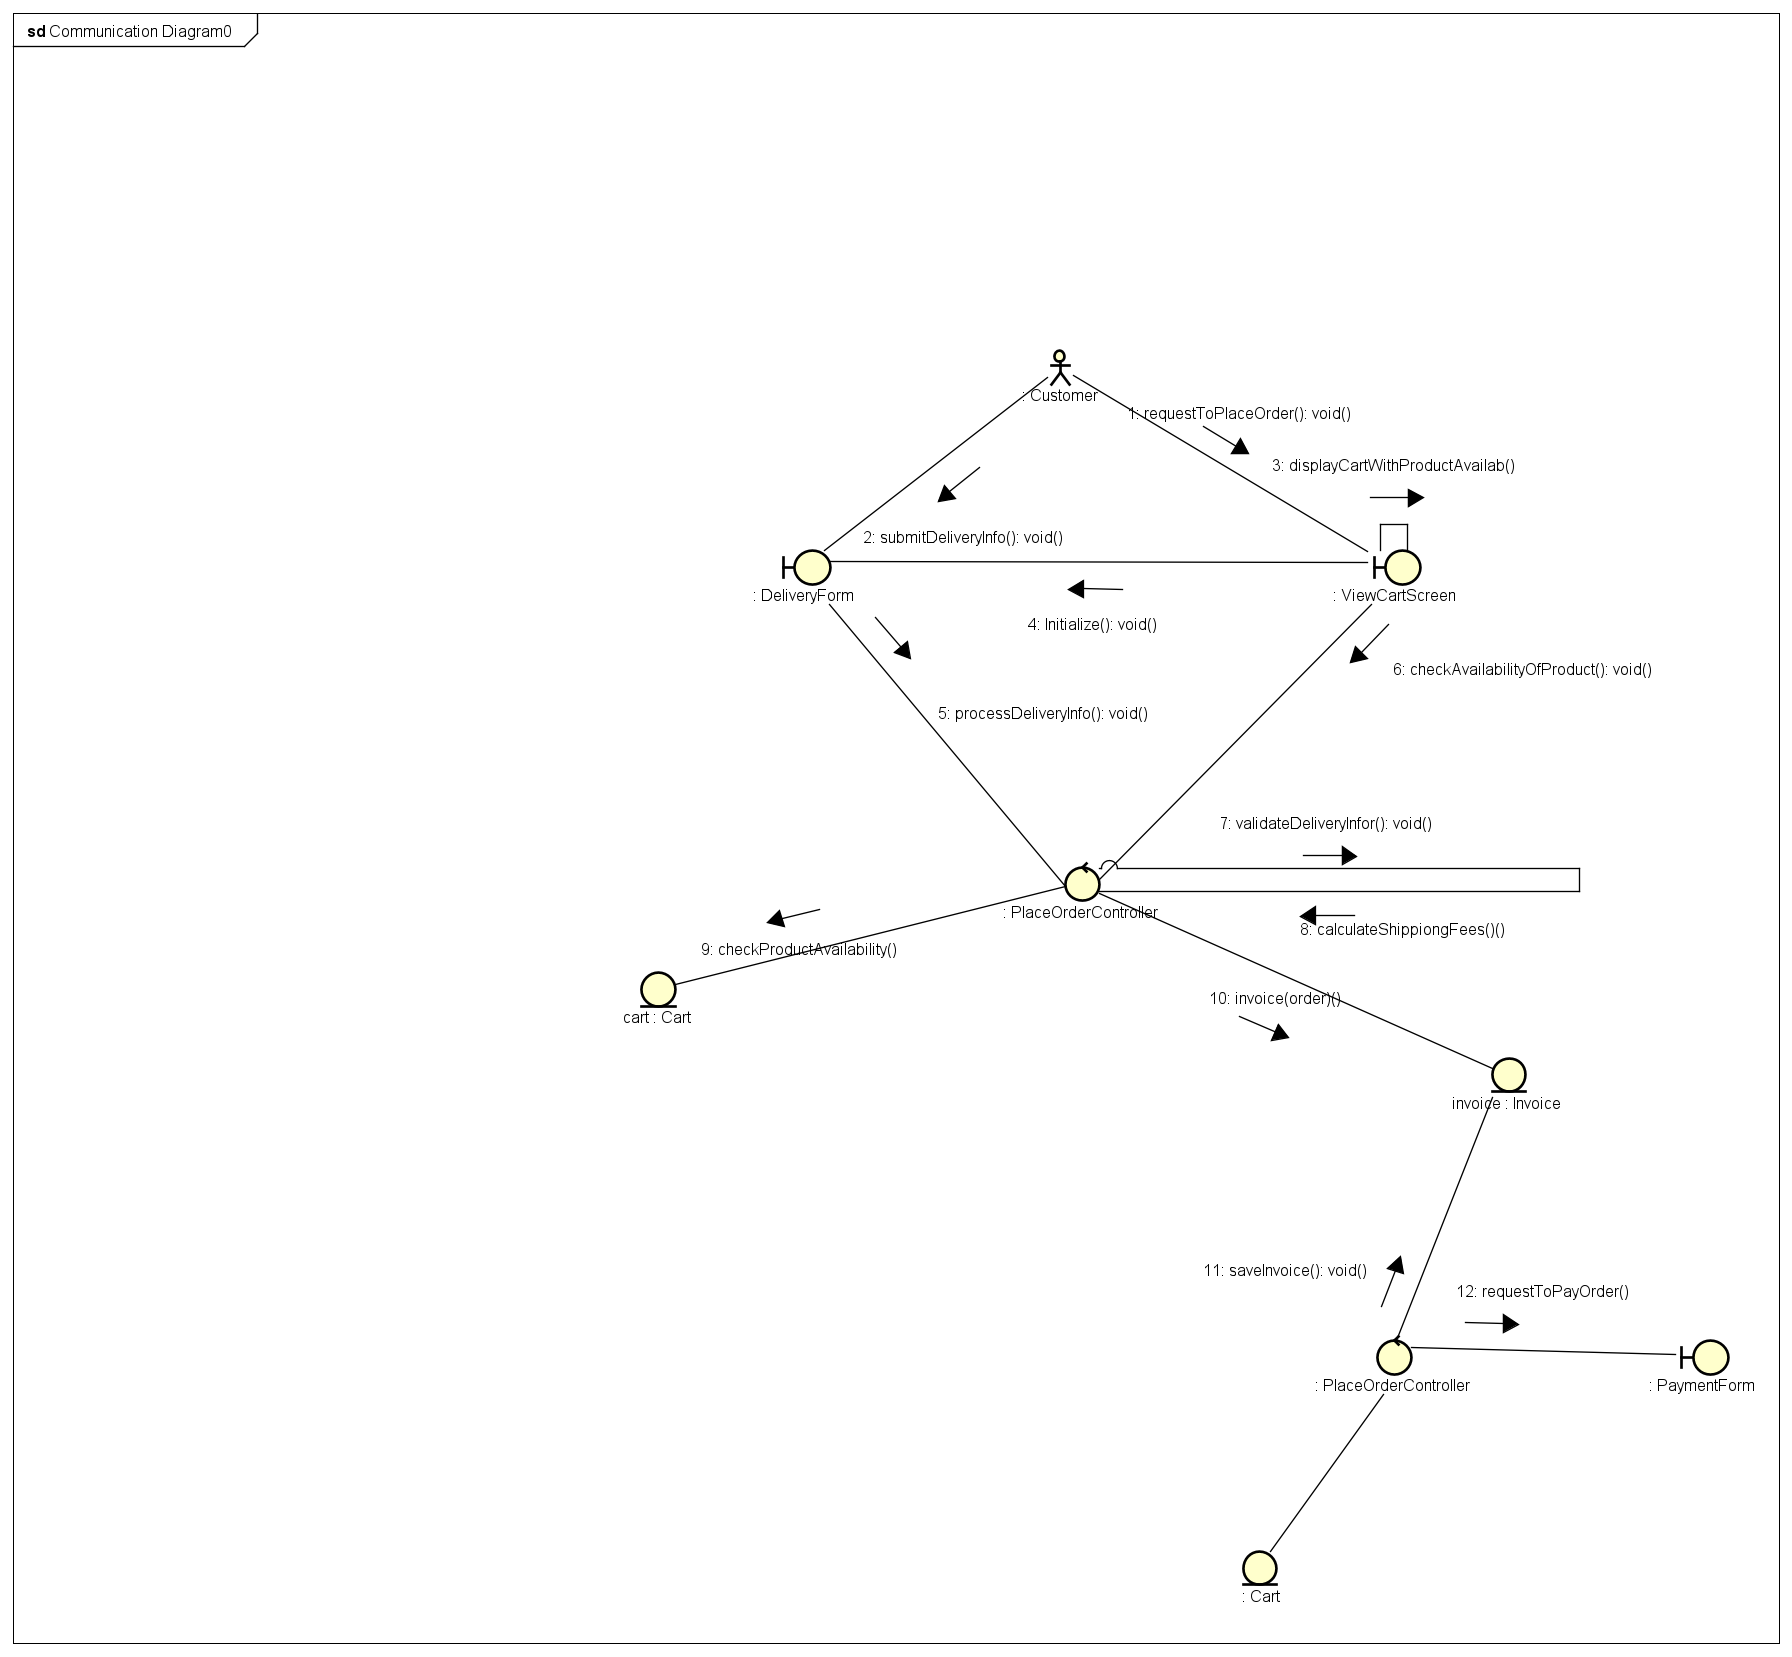 sd Communication Diagram0
: Customer
1: requestToPlaceOrder(): void()
3: displayCartWithProductAvailab()
2: submitDeliveryInfo(): void()
: DeliveryForm
: ViewCartScreen
4: Initialize(): void()
6: checkAvailabilityOfProduct(): void()
5: processDeliveryInfo(): void()
7: validateDeliveryInfor(): void()
: PlaceOrderController
8: calculateShippiongFees()()
9: checkProductAvailability()
10: invoice(order)()
cart : Cart
invoice : Invoice
11: saveInvoice(): void()
12: requestToPayOrder()
: PlaceOrderController
: PaymentForm
: Cart